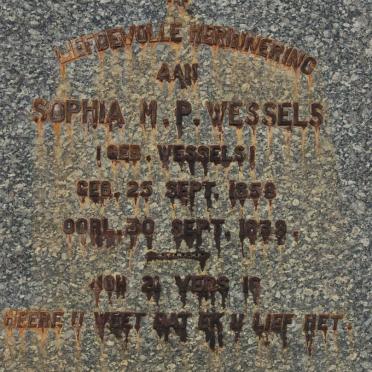 LIEFDEVOLLE HERINNERING
AAN
SOPHIA M. P. WESSELS
(GEB. WESSELS)
GEB. 25 SEPT. 1858
OORL. 30 SEPT. 1939.
JOH 21 VERS 16
HEERE U WEET DAT EK U LIEF HET.